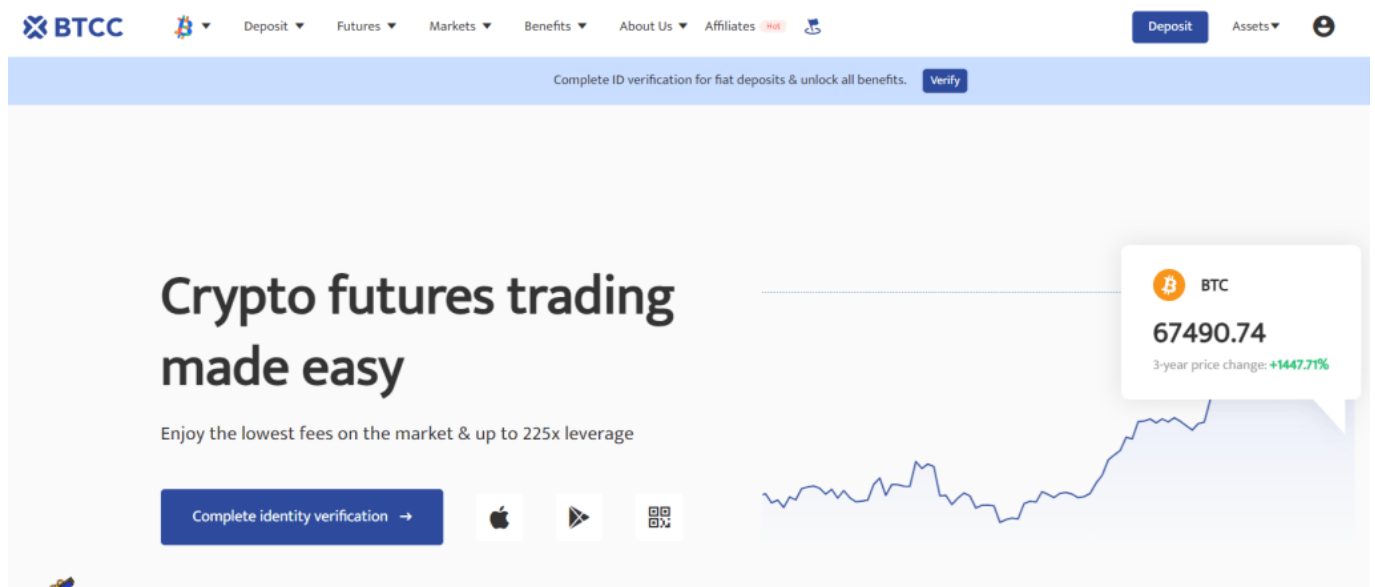 BTCC
Deposit
Futures
Markets
Benefits
About Us
Affiliates
Hot
Deposit
Assets
Complete ID verification for fiat deposits & unlock all benefits.
Verify
Crypto futures trading
made easy
Enjoy the lowest fees on the market & up to 225x leverage
Complete identity verification →
BTC
67490.74
3-year price change: +1447.71%